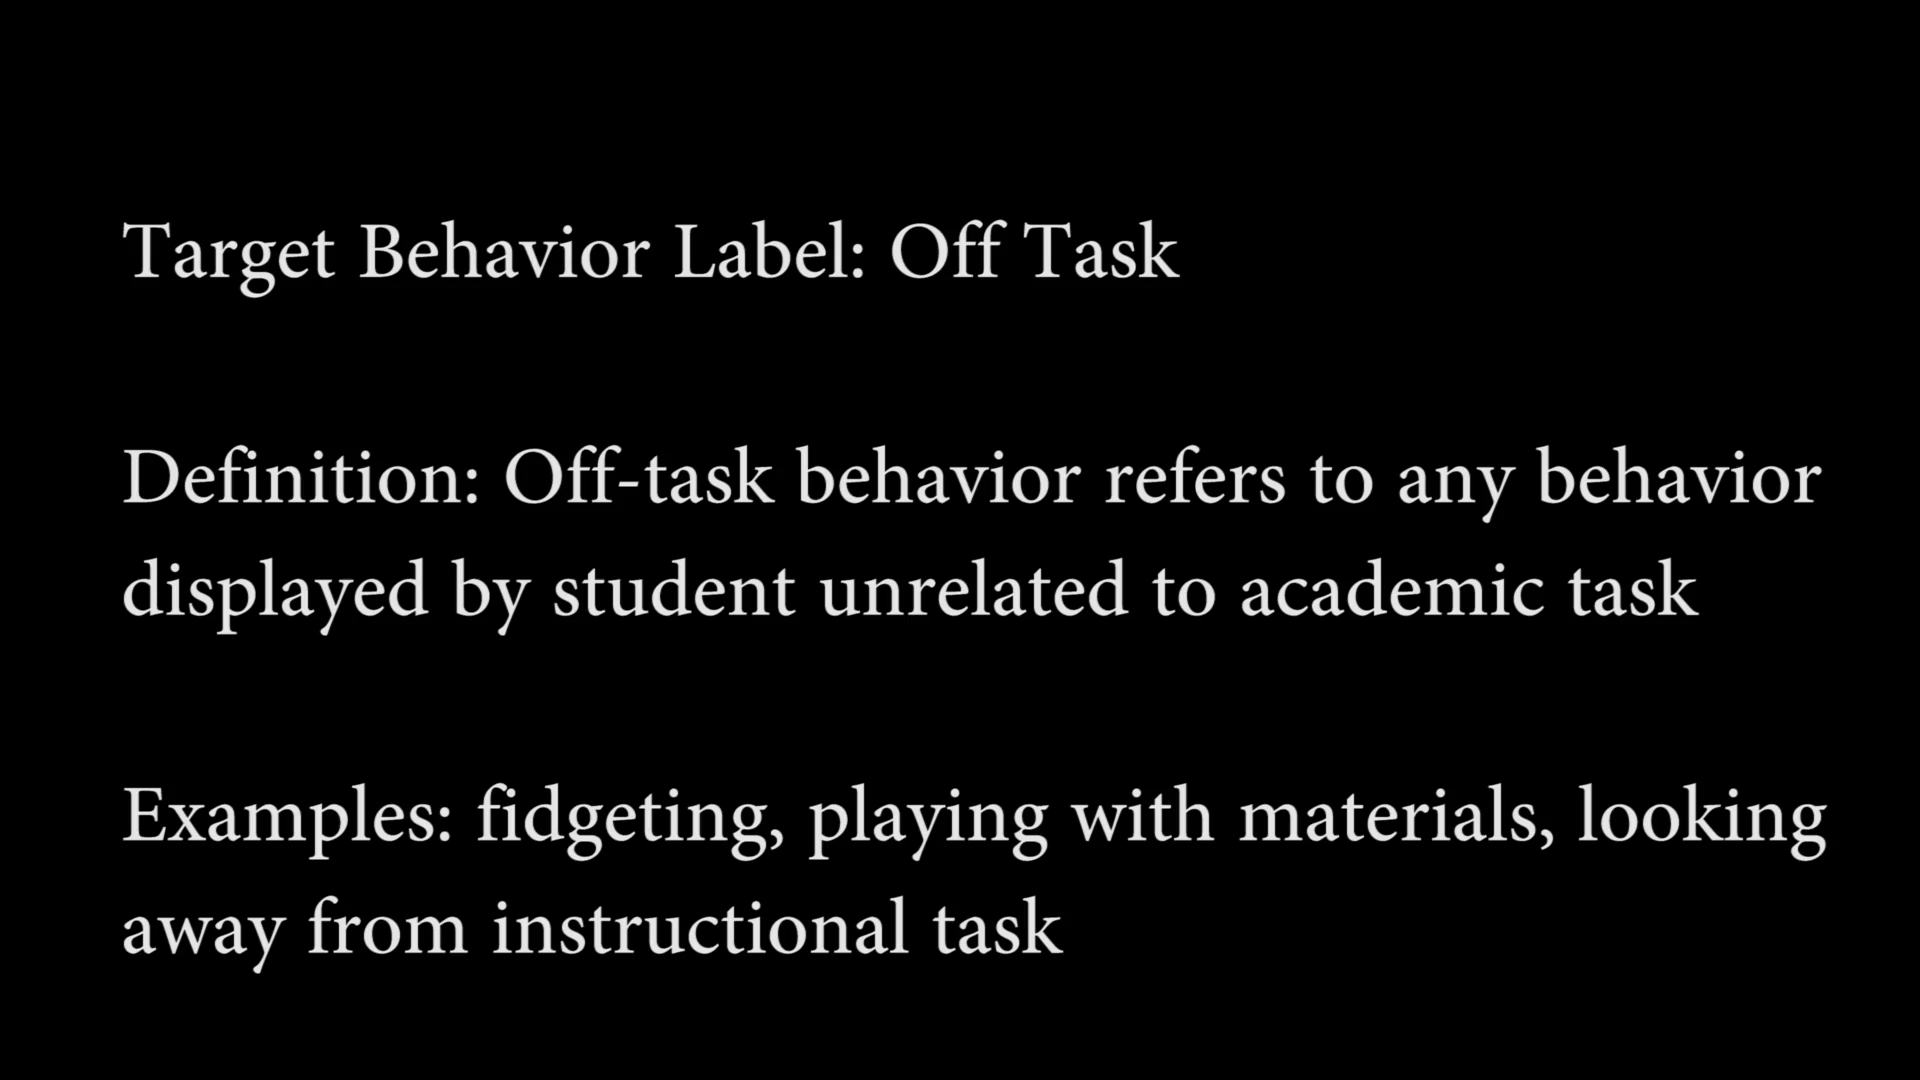 Target Behavior Label: Off Task
Definition: Off-task behavior refers to any behavior
displayed by student unrelated to academic task
Examples: fidgeting, playing with materials, looking
away from instructional task